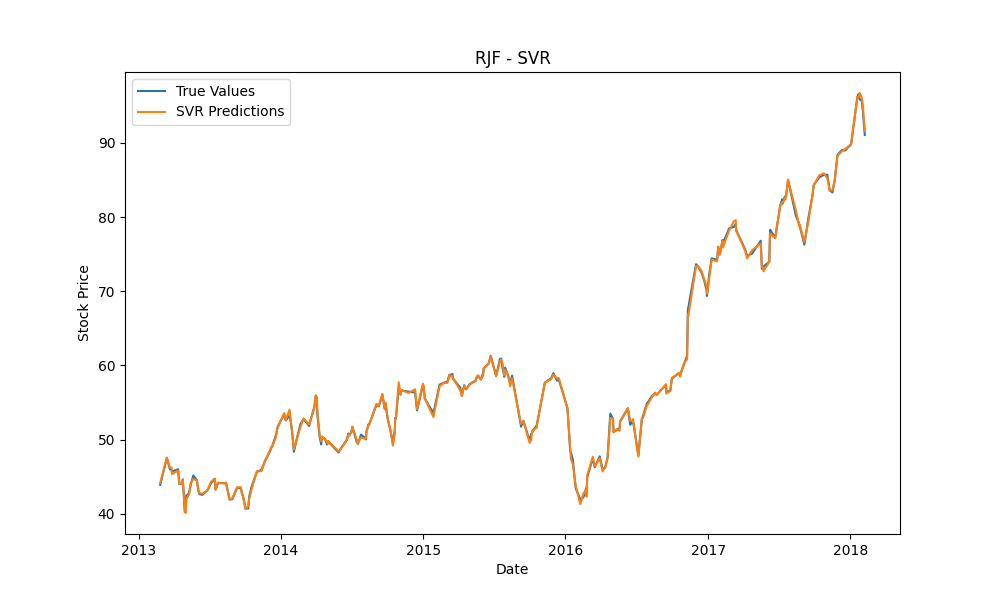 RJF - SVR
True Values
SVR Predictions
90
80
70
60
50
40
Stock Price
2013 2014 2015 2016 2017 2018
Date